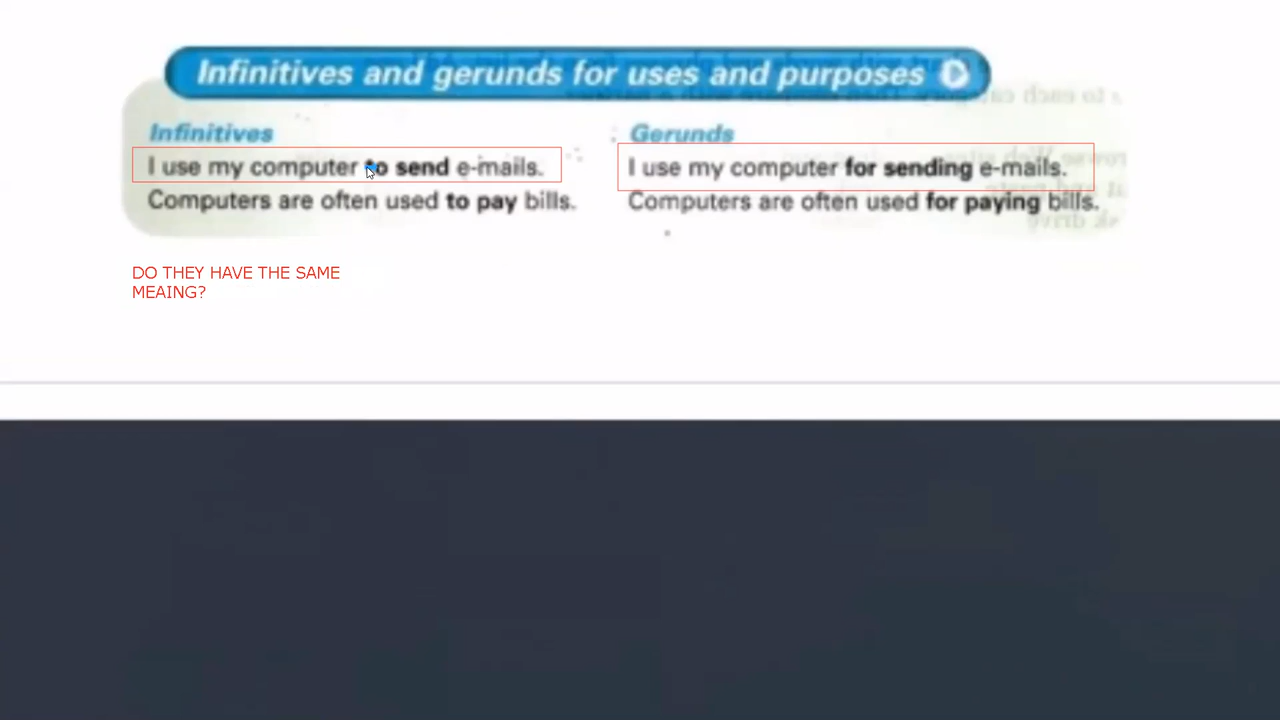 Infinitives and gerunds for uses and purposes
Infinitives
I use my computer to send e-mails.
Computers are often used to pay bills.
Gerunds
I use my computer for sending e-mails.
Computers are often used for paying bills.
DO THEY HAVE THE SAME
MEAING?